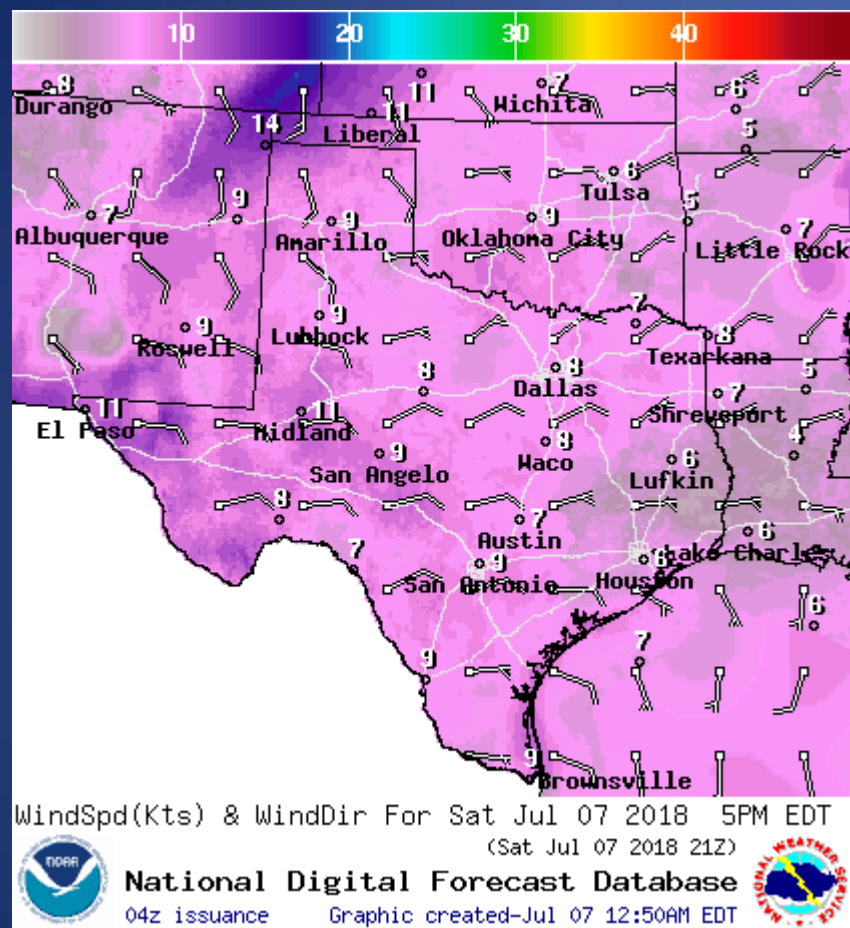 10 20 30 40
8 11 7 6
Durango Wichita
11
14 Liberal 5
6
Tulsa
7 9 9 9 5 7
Albuquerque Amarillo Oklahoma City Little Rock
9 9 7 8
Roswell Lubbock Texarkana
8 8 5
Dallas
11 11 7
El Paso Midland Shreveport
9 8 6 4
San Angelo Waco Lufkin
8 7 6
Austin Lake Charles
7 9 6
San Antonio Houston
6
9 7
9
Brownsville
WindSpd(Kts) & WindDir For Sat Jul 07 2018 5PM EDT
(Sat Jul 07 2018 21Z)
NOAA
National Digital Forecast Database
NATIONAL WEATHER SERVICE
04z issuance Graphic created-Jul 07 12:50AM EDT